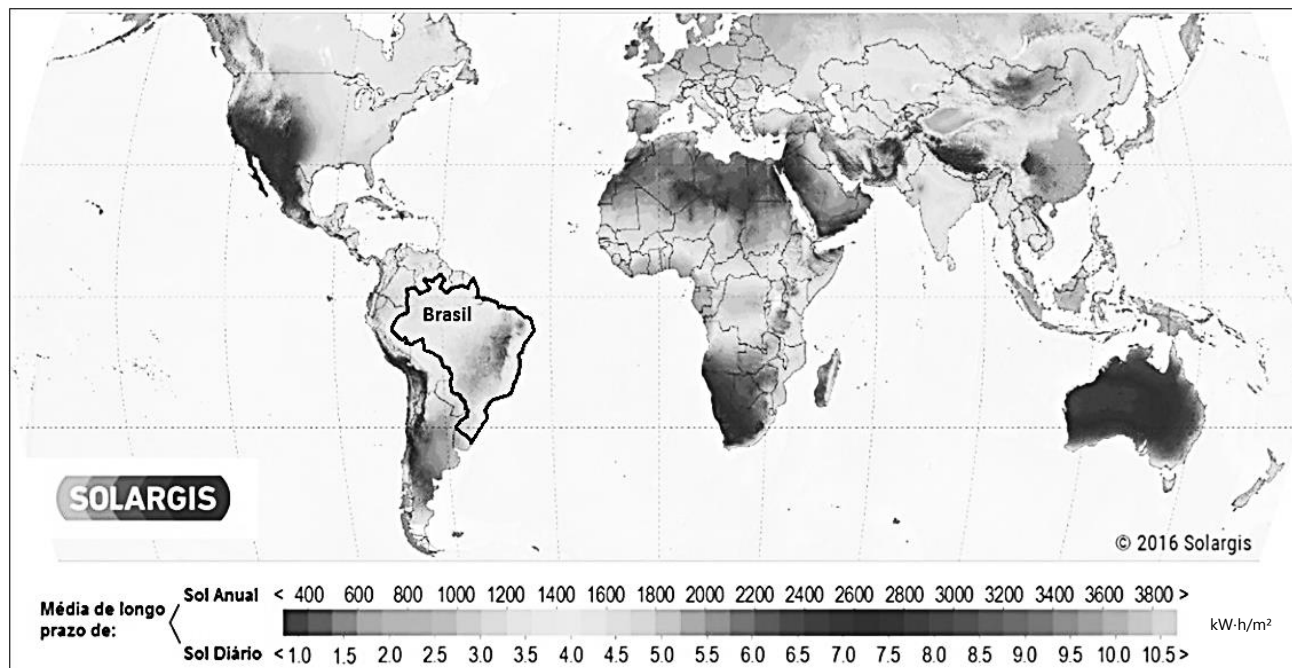 Brasil
SOLARGIS
© 2016 Solargis
Média de longo prazo de:
Sol Anual < 400 600 800 1000 1200 1400 1600 1800 2000 2200 2400 2600 2800 3000 3200 3400 3600 3800 >
kW·h/m²
Sol Diário < 1.0 1.5 2.0 2.5 3.0 3.5 4.0 4.5 5.0 5.5 6.0 6.5 7.0 7.5 8.0 8.5 9.0 9.5 10.0 10.5 >